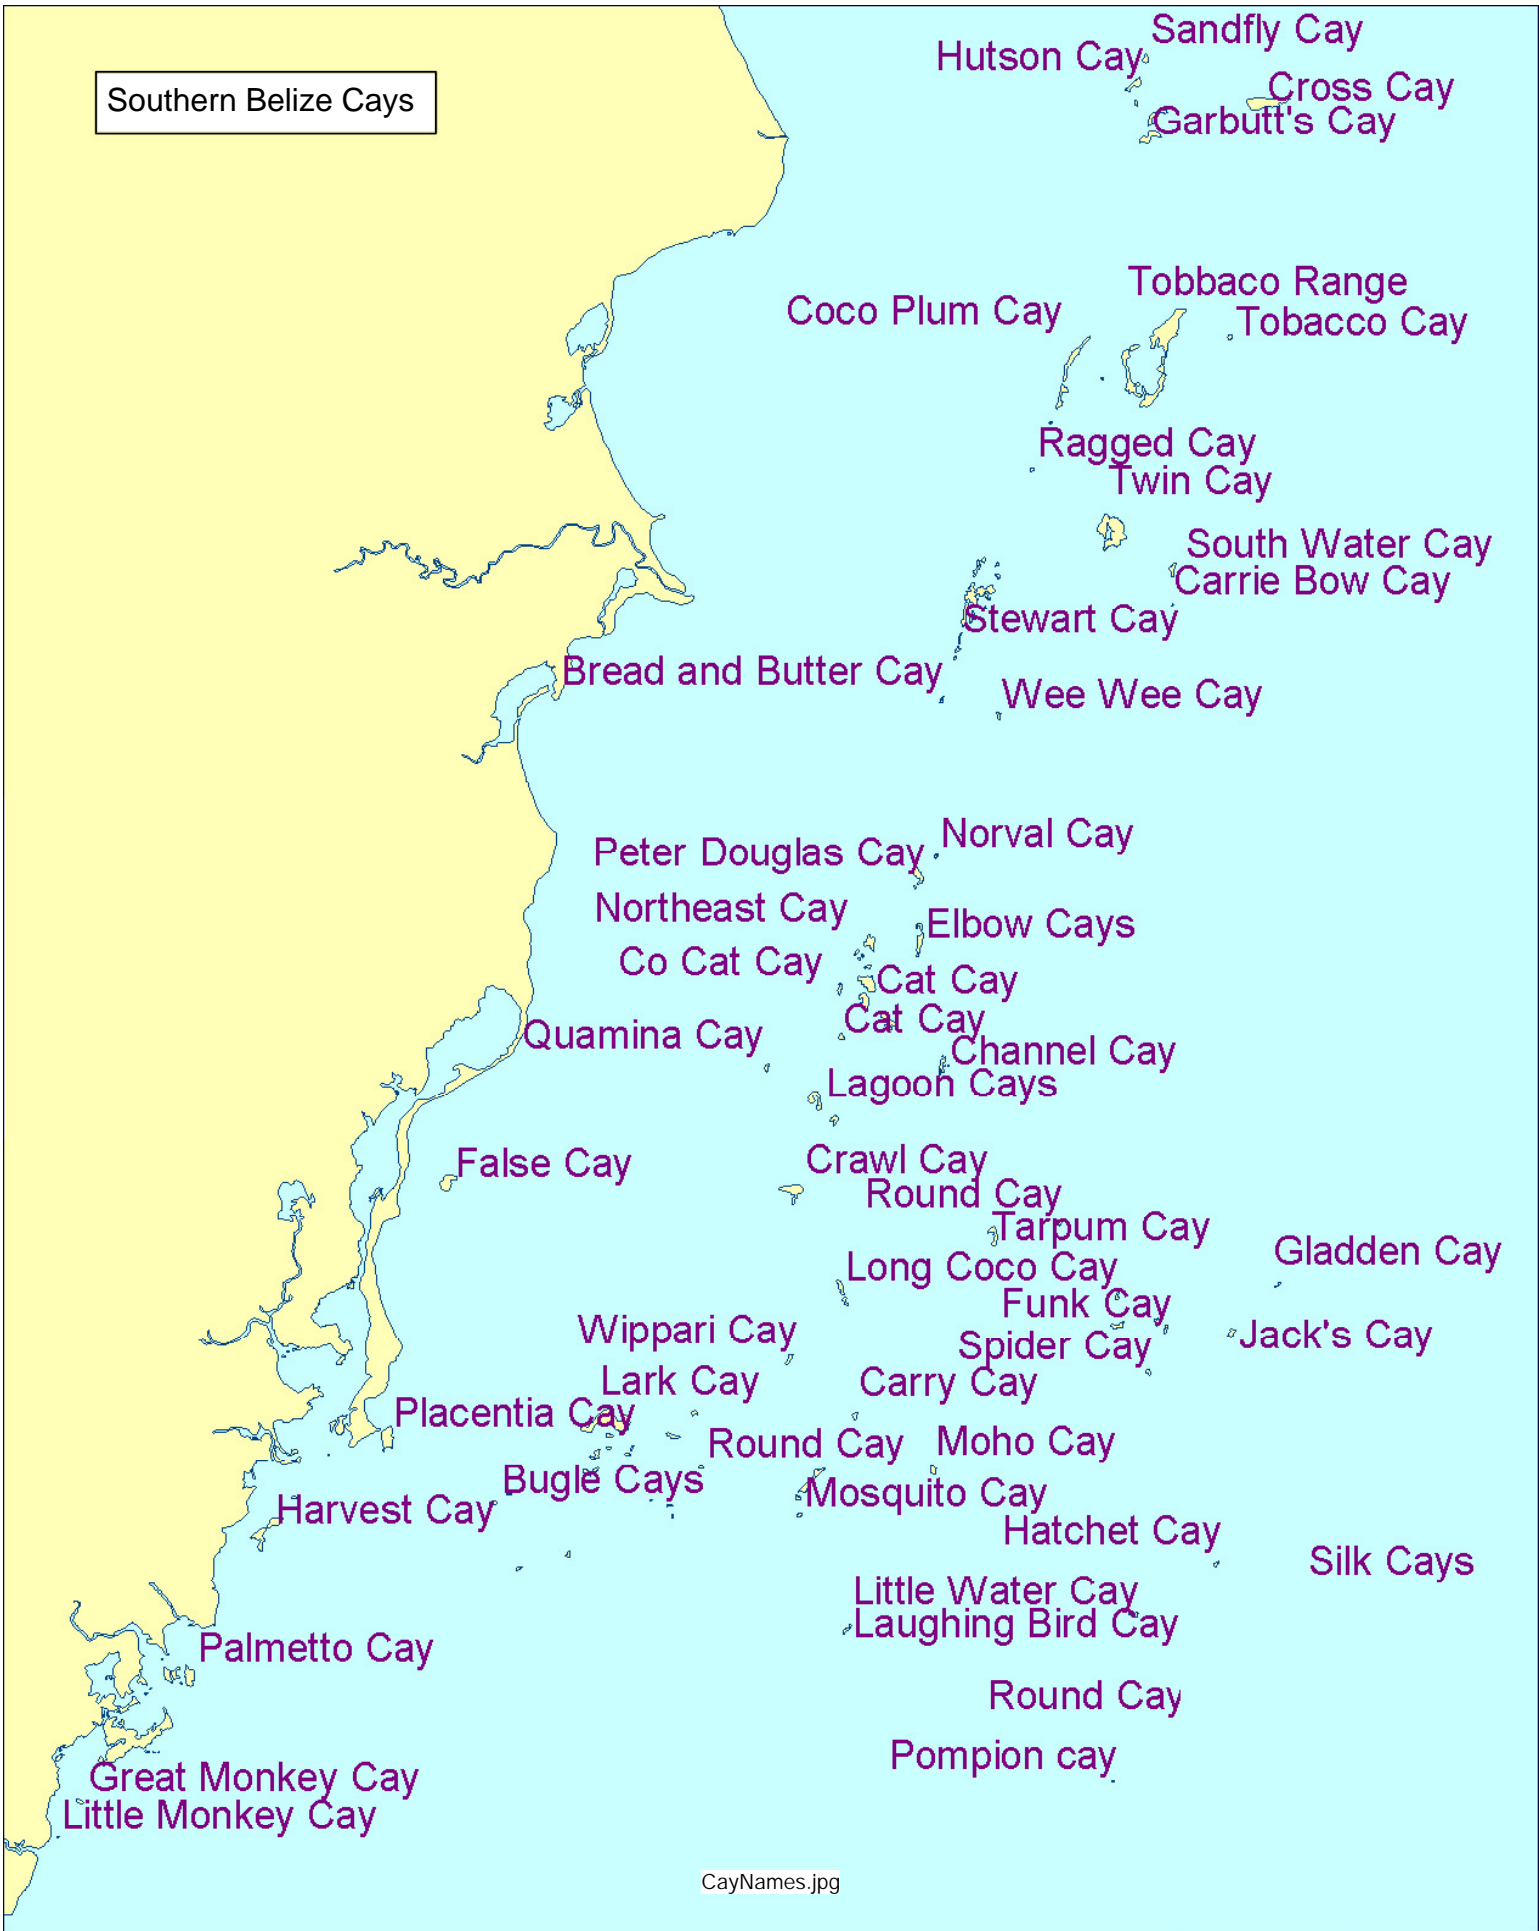 Sandfly Cay
Hutson Cay
Southern Belize Cays
Cross Cay
Garbutt's Cay
Tobbaco Range
Coco Plum Cay
Tobacco Cay
Ragged Cay
Twin Cay
South Water Cay
Carrie Bow Cay
Stewart Cay
Bread and Butter Cay
Wee Wee Cay
Norval Cay
Peter Douglas Cay
Northeast Cay
Elbow Cays
Co Cat Cay
Cat Cay
Cat Cay
Quamina Cay
Channel Cay
Lagoon Cays
False Cay
Crawl Cay
Round Cay
Tarpum Cay
Gladden Cay
Long Coco Cay
Funk Cay
Wippari Cay
Jack's Cay
Spider Cay
Lark Cay
Carry Cay
Placentia Cay
Round Cay
Moho Cay
Bugle Cays
Mosquito Cay
Harvest Cay
Hatchet Cay
Silk Cays
Little Water Cay
Laughing Bird Cay
Palmetto Cay
Round Cay
Pompion cay
Great Monkey Cay
Little Monkey Cay
CayNames.jpg